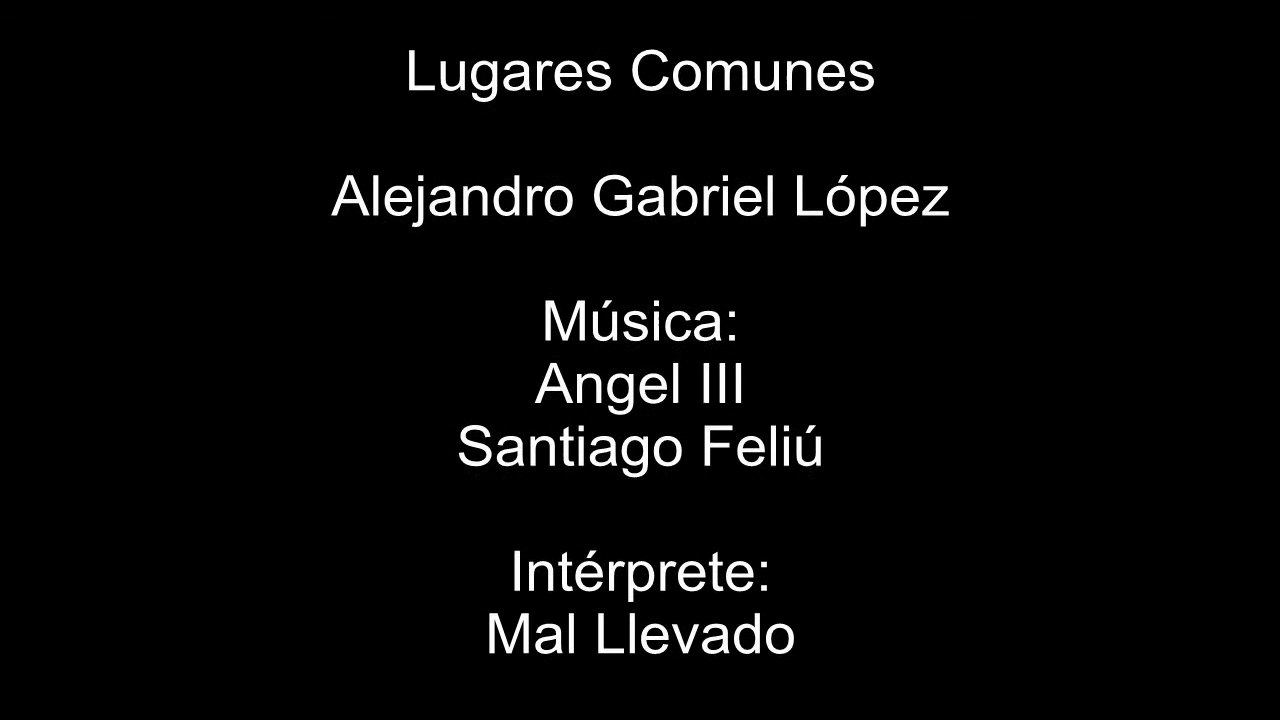 Lugares Comunes
Alejandro Gabriel López
Música:
Angel III
Santiago Feliú
Intérprete:
Mal Llevado